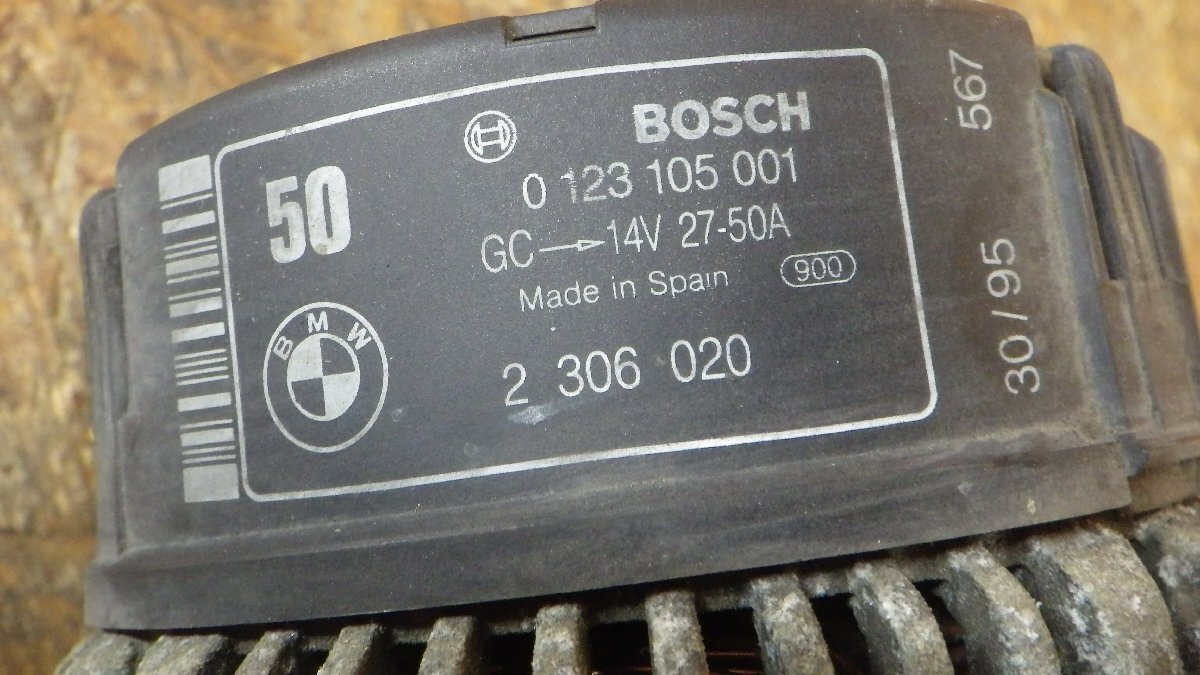 50
BOSCH
0 123 105 001
GC → 14V 27-50A
Made in Spain 900
BMW
2 306 020
567
30 / 95